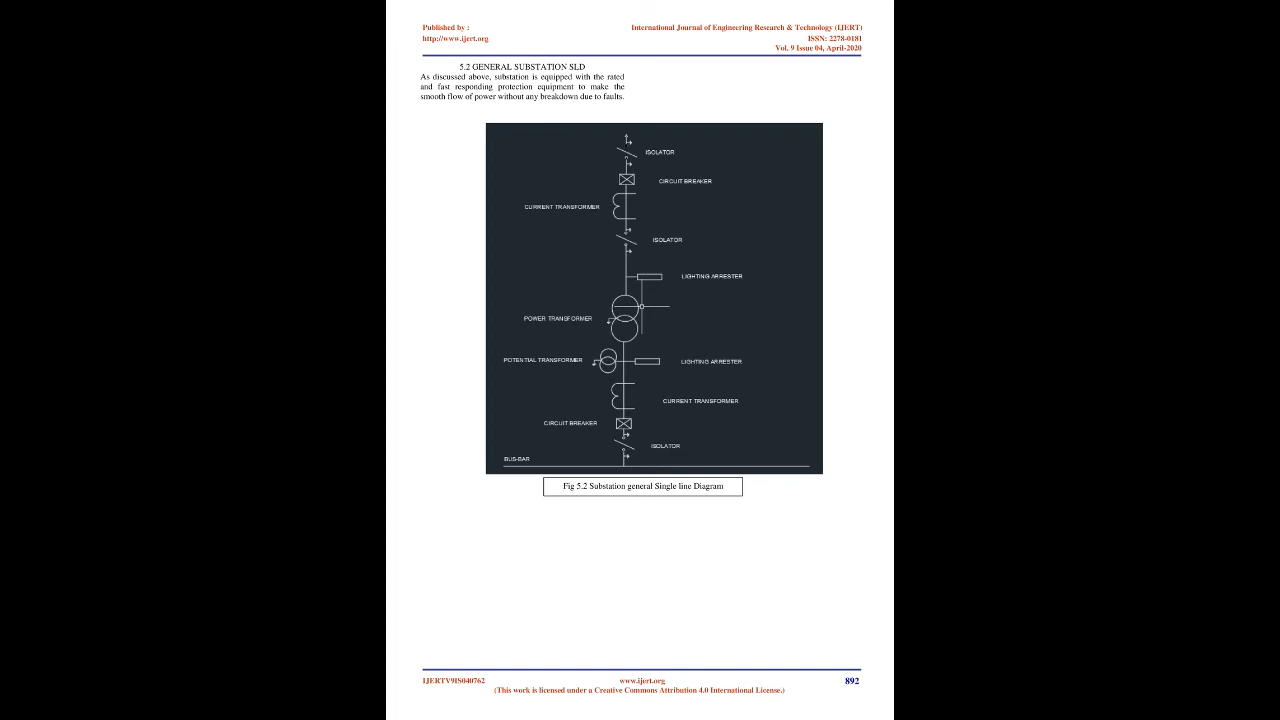 Published by :
http://www.ijert.org
International Journal of Engineering Research & Technology (IJERT)
ISSN: 2278-0181
Vol. 9 Issue 04, April-2020
5.2 GENERAL SUBSTATION SLD
As discussed above, substation is equipped with the rated
and fast responding protection equipment to make the
smooth flow of power without any breakdown due to faults.
ISOLATOR
CIRCUIT BREAKER
CURRENT TRANSFORMER
ISOLATOR
LIGHTING ARRESTER
POWER TRANSFORMER
POTENTIAL TRANSFORMER
LIGHTING ARRESTER
CURRENT TRANSFORMER
CIRCUIT BREAKER
ISOLATOR
BUS-BAR
Fig 5.2 Substation general Single line Diagram
IJERTV9IS040762
www.ijert.org
892
(This work is licensed under a Creative Commons Attribution 4.0 International License.)